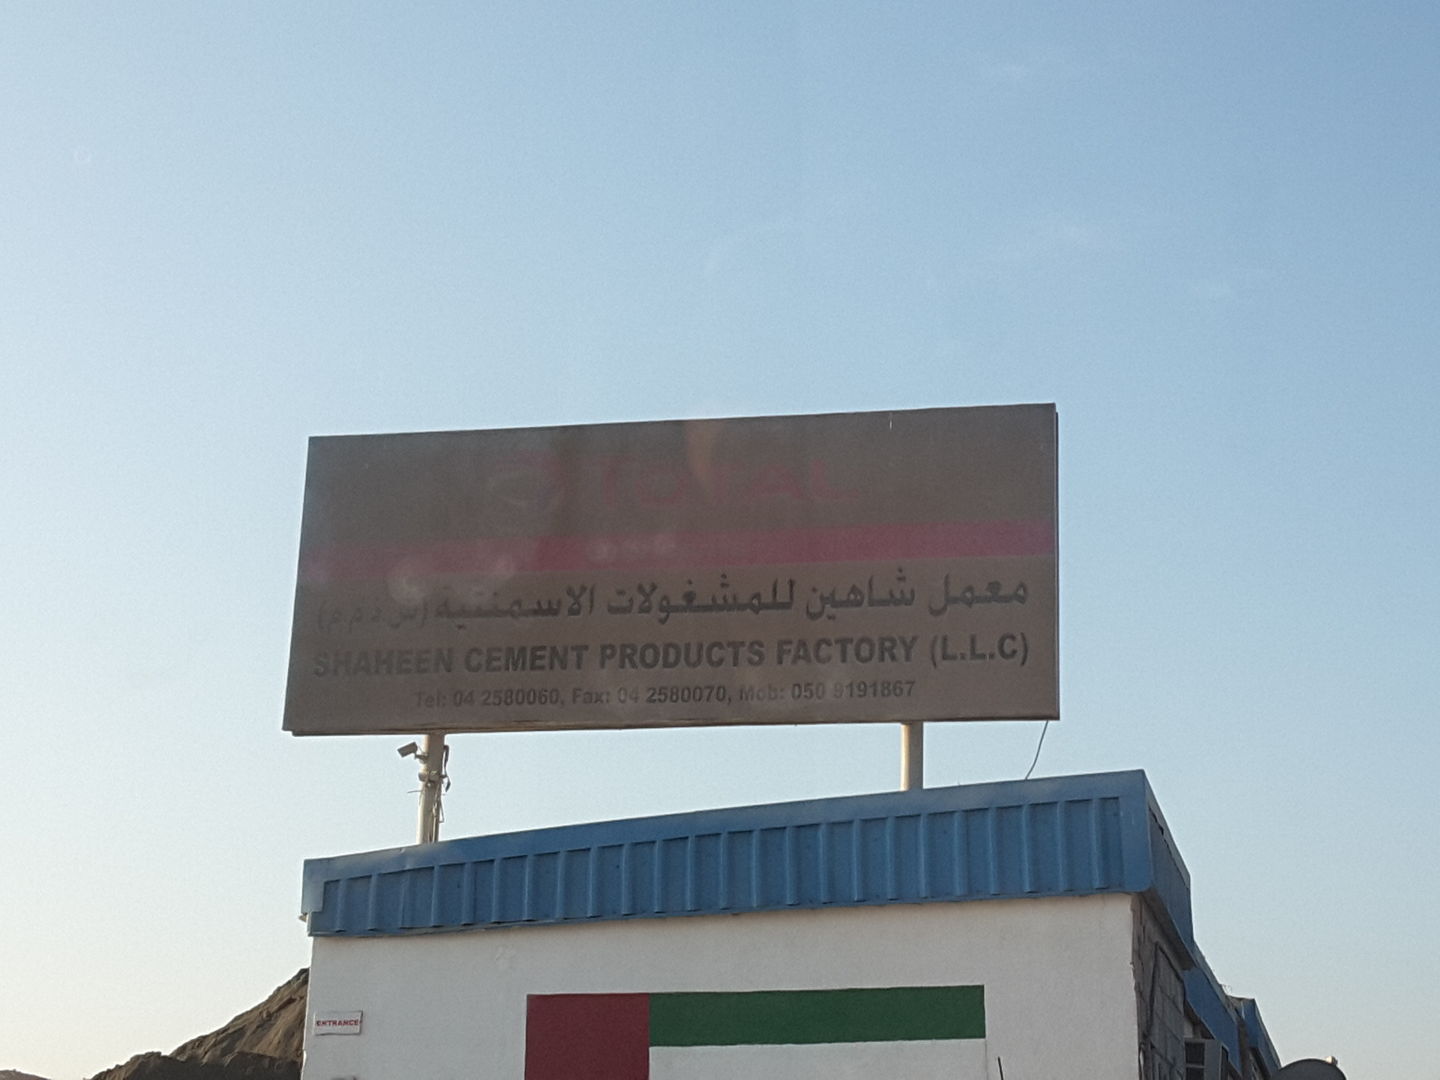 TOTAL
معمل شاهين للمشغولات الاسمنتية (ش.ذ.م.م)
SHAHEEN CEMENT PRODUCTS FACTORY (L.L.C)
Tel: 04 2580060, Fax: 04 2580070, Mob: 050 9191867
ENTRANCE